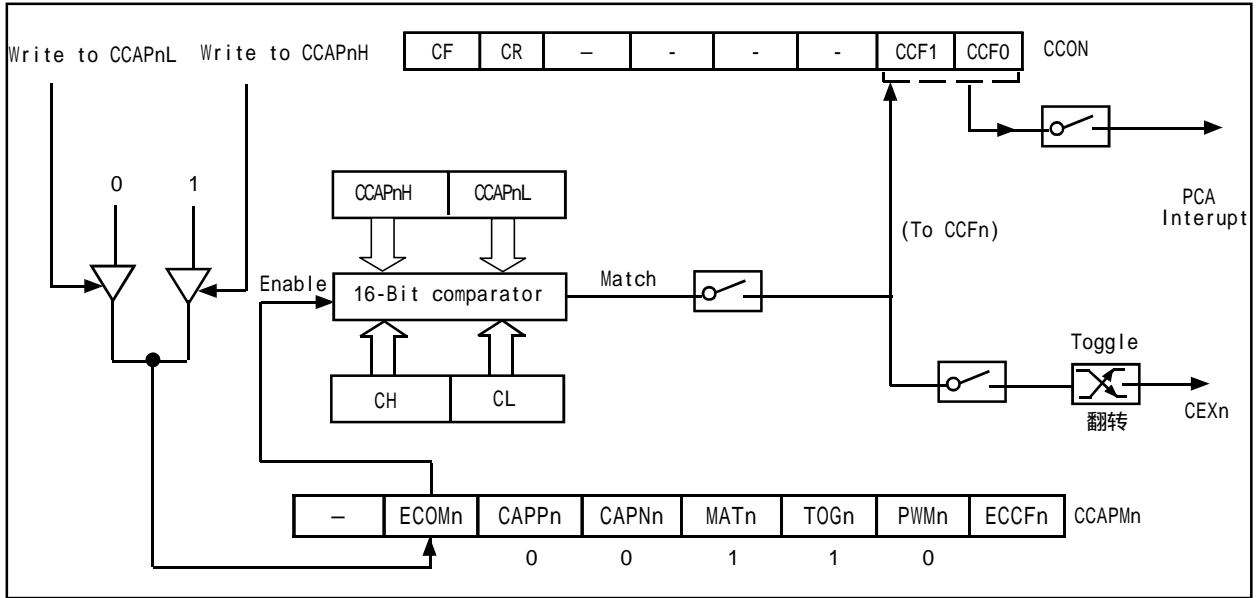 Write to CCAPnL Write to CCAPnH
CF CR – - - - CCF1 CCF0 CCON
0 1
CCAPnH CCAPnL
PCA
Interupt
(To CCFn)
Enable 16-Bit comparator Match
Toggle
CH CL
翻转
CEXn
– ECOMn CAPPn CAPNn MATn TOGn PWMn ECCFn CCAPMn
0 0 1 1 0